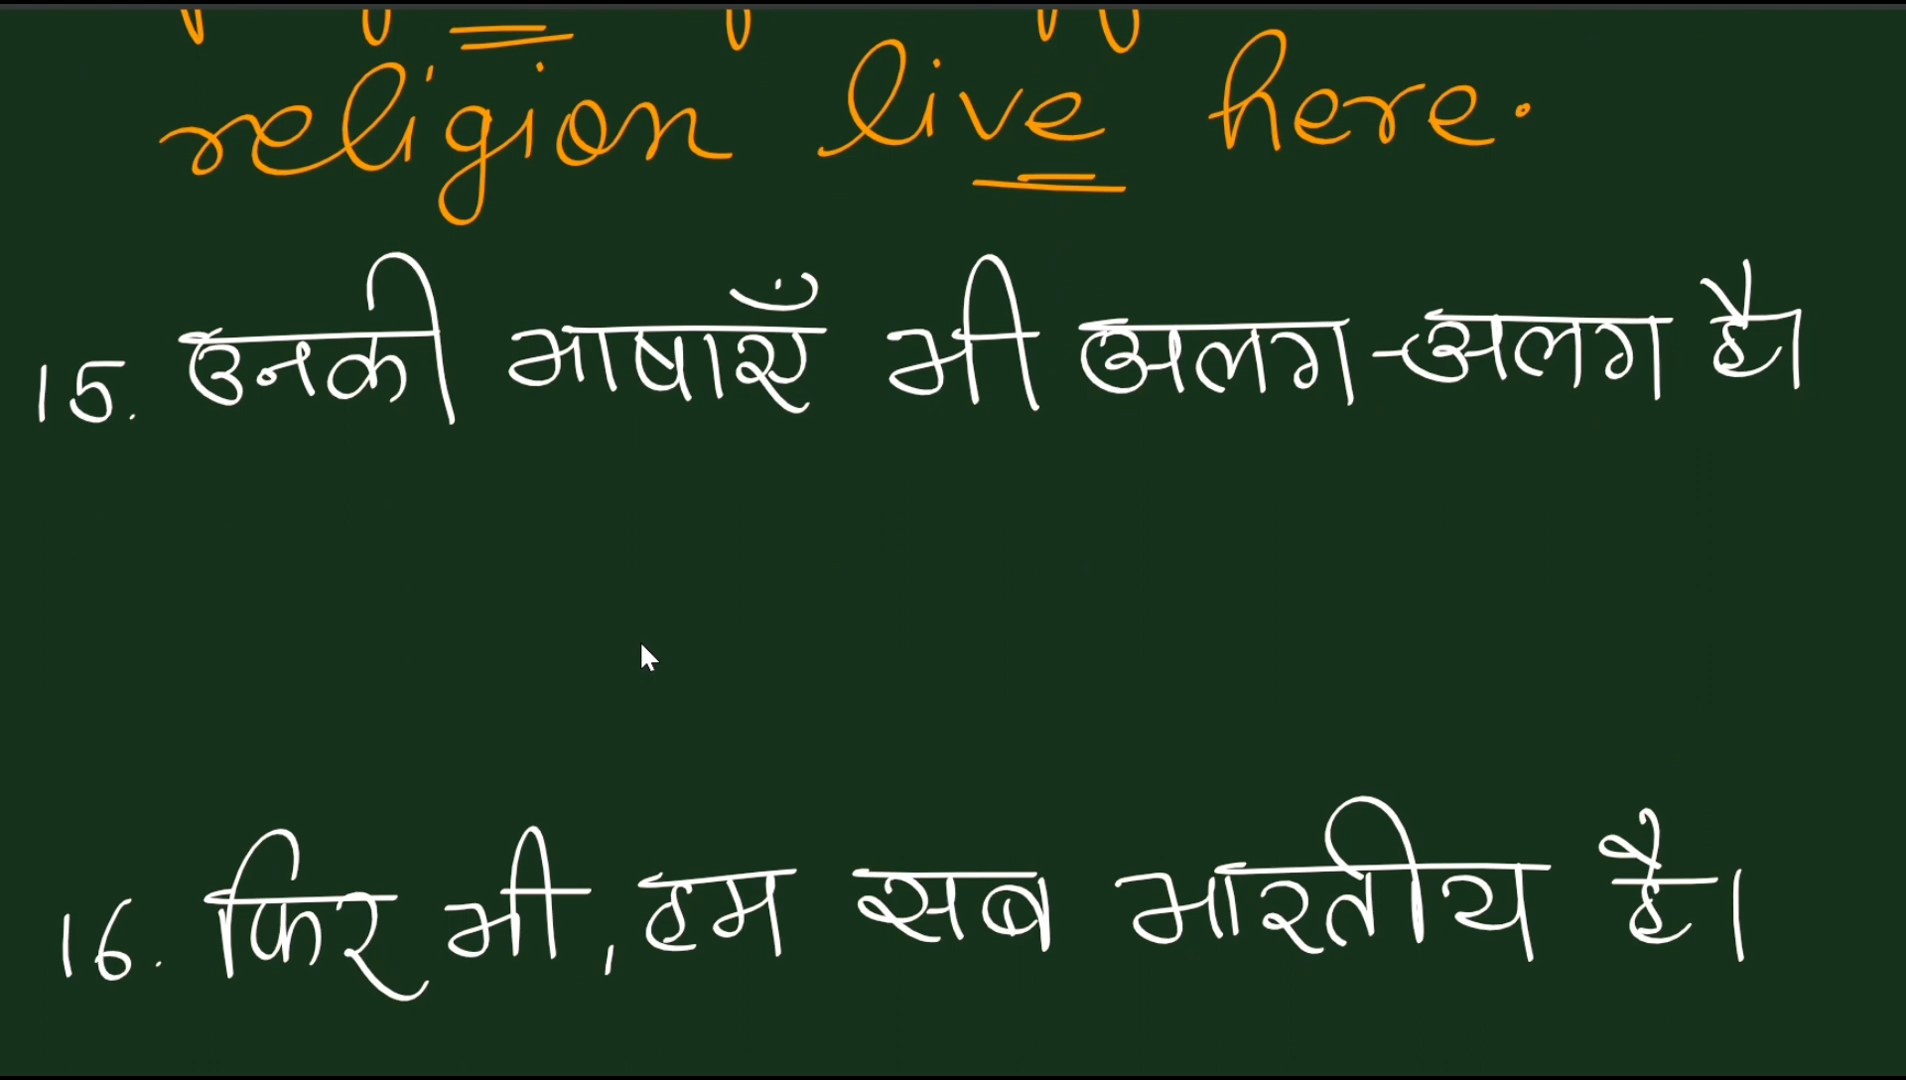 religion live here.
15. उनकी भाषाएँ भी अलग-अलग है।
16. फिर भी, हम सब भारतीय है।